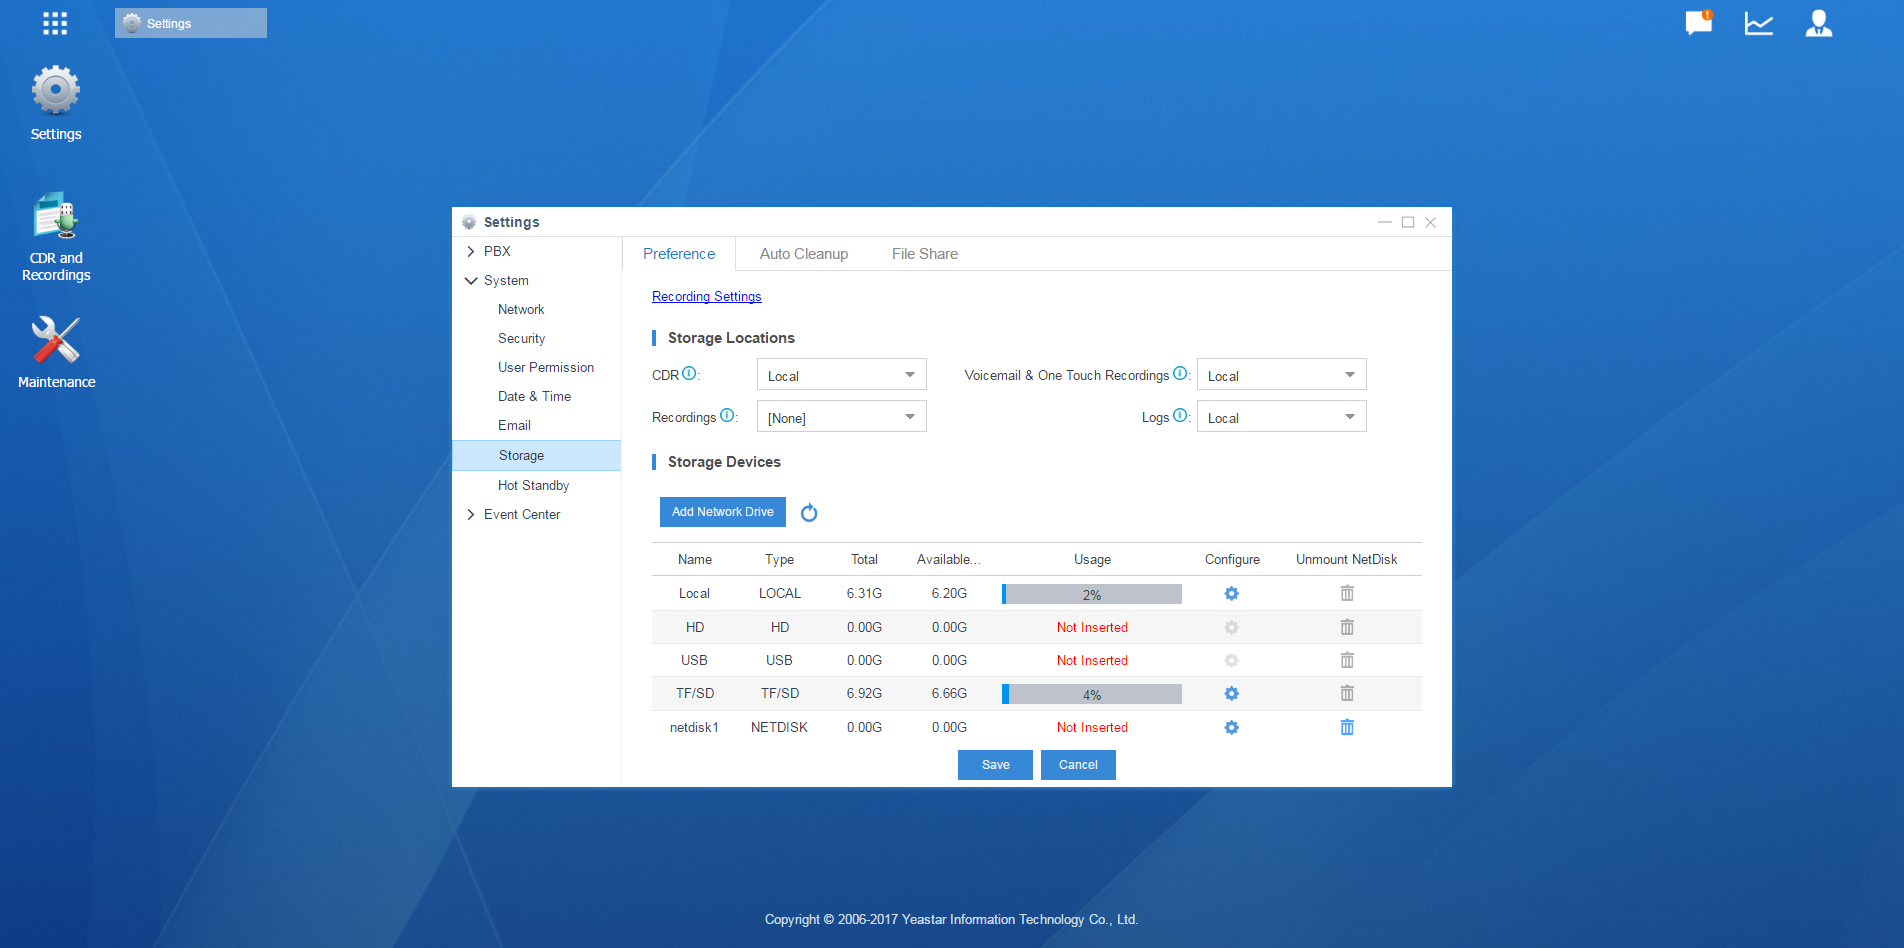 Settings
Settings
CDR and
Recordings
Maintenance
Settings
PBX
System
Network
Security
User Permission
Date & Time
Email
Storage
Hot Standby
Event Center
Preference Auto Cleanup File Share
Recording Settings
Storage Locations
CDR i: Local Voicemail & One Touch Recordings i: Local
Recordings i: [None] Logs i: Local
Storage Devices
Add Network Drive
Name Type Total Available... Usage Configure Unmount NetDisk
Local LOCAL 6.31G 6.20G 2%
HD HD 0.00G 0.00G Not Inserted
USB USB 0.00G 0.00G Not Inserted
TF/SD TF/SD 6.92G 6.66G 4%
netdisk1 NETDISK 0.00G 0.00G Not Inserted
Save Cancel
Copyright © 2006-2017 Yeastar Information Technology Co., Ltd.